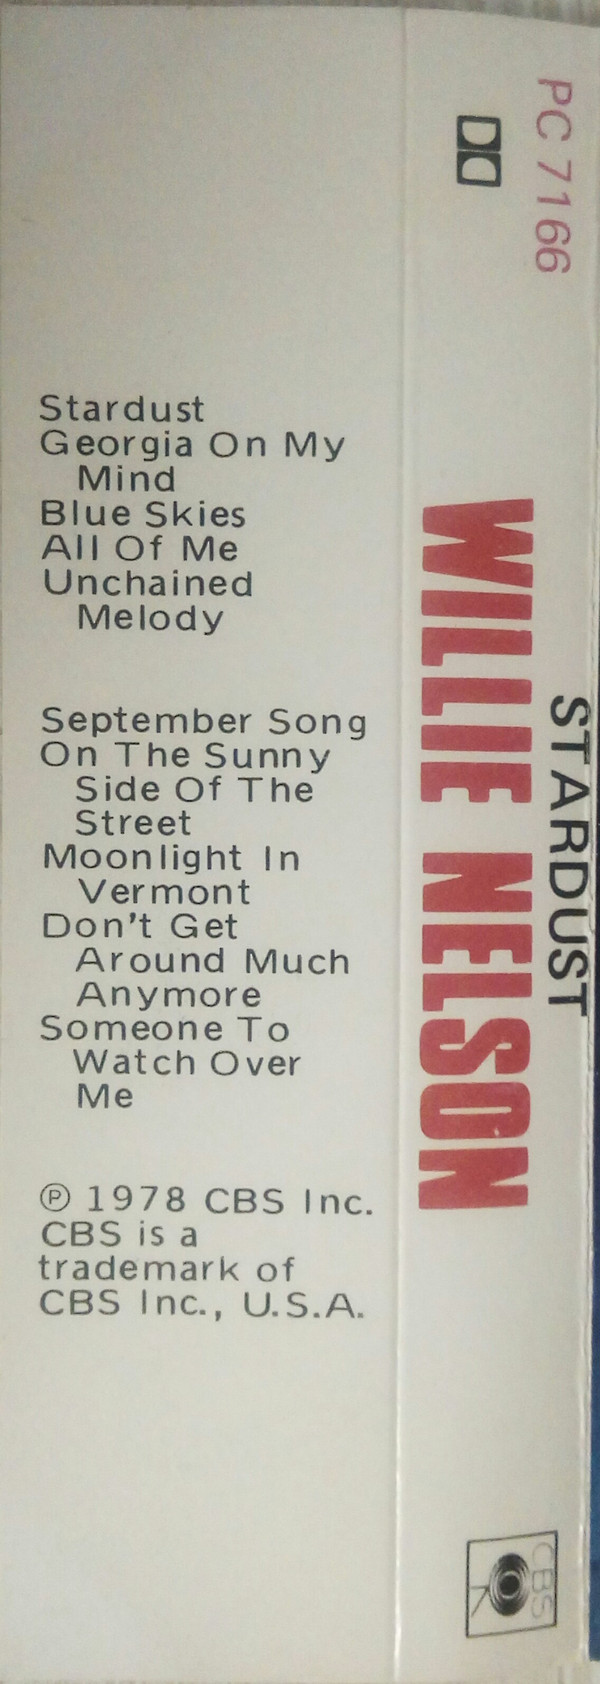 Stardust
Georgia On My
Mind
Blue Skies
All Of Me
Unchained
Melody
September Song
On The Sunny
Side Of The
Street
Moonlight In
Vermont
Don't Get
Around Much
Anymore
Someone To
Watch Over
Me
℗ 1978 CBS Inc.
CBS is a
trademark of
CBS Inc., U.S.A.
PC 7166
STARDUST
WILLIE NELSON
CBS